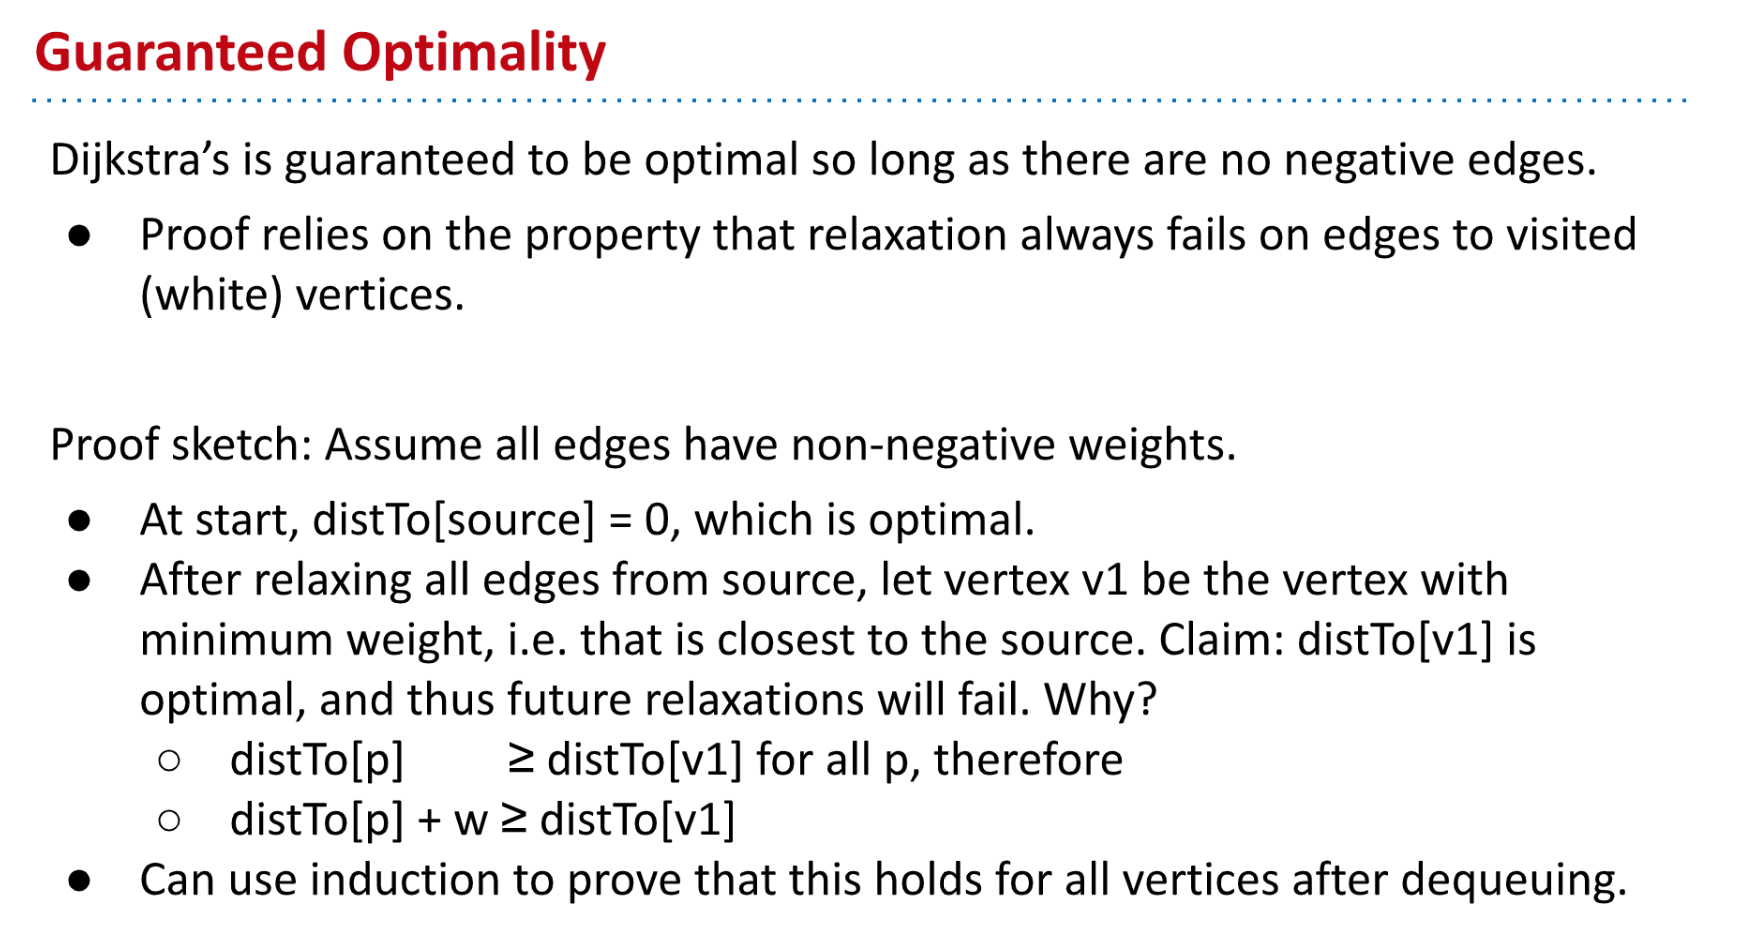 Guaranteed Optimality
Dijkstra’s is guaranteed to be optimal so long as there are no negative edges.
● Proof relies on the property that relaxation always fails on edges to visited
(white) vertices.
Proof sketch: Assume all edges have non-negative weights.
● At start, distTo[source] = 0, which is optimal.
● After relaxing all edges from source, let vertex v1 be the vertex with
minimum weight, i.e. that is closest to the source. Claim: distTo[v1] is
optimal, and thus future relaxations will fail. Why?
○ distTo[p] ≥ distTo[v1] for all p, therefore
○ distTo[p] + w ≥ distTo[v1]
● Can use induction to prove that this holds for all vertices after dequeuing.